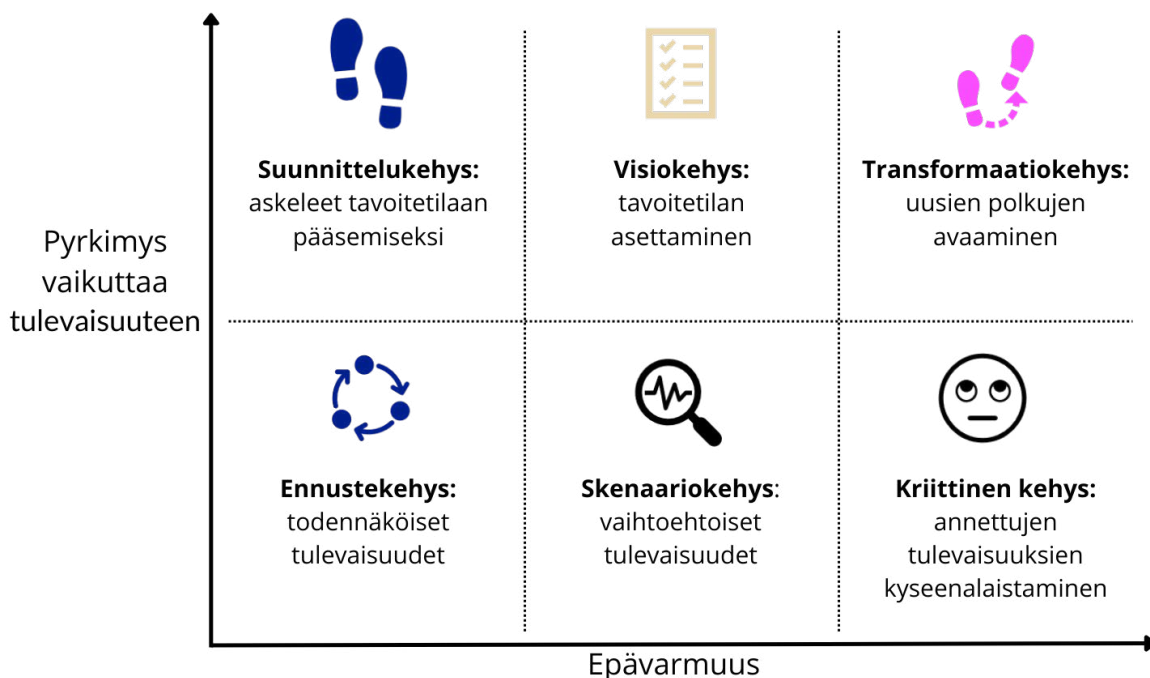 Pyrkimys
vaikuttaa
tulevaisuuteen
Suunnittelukehys:
askeleet tavoitetilaan
pääsemiseksi
Visiokehys:
tavoitetilan
asettaminen
Transformaatiokehys:
uusien polkujen
avaaminen
Ennustekehys:
todennäköiset
tulevaisuudet
Skenaariokehys:
vaihtoehtoiset
tulevaisuudet
Kriittinen kehys:
annettujen
tulevaisuuksien
kyseenalaistaminen
Epävarmuus